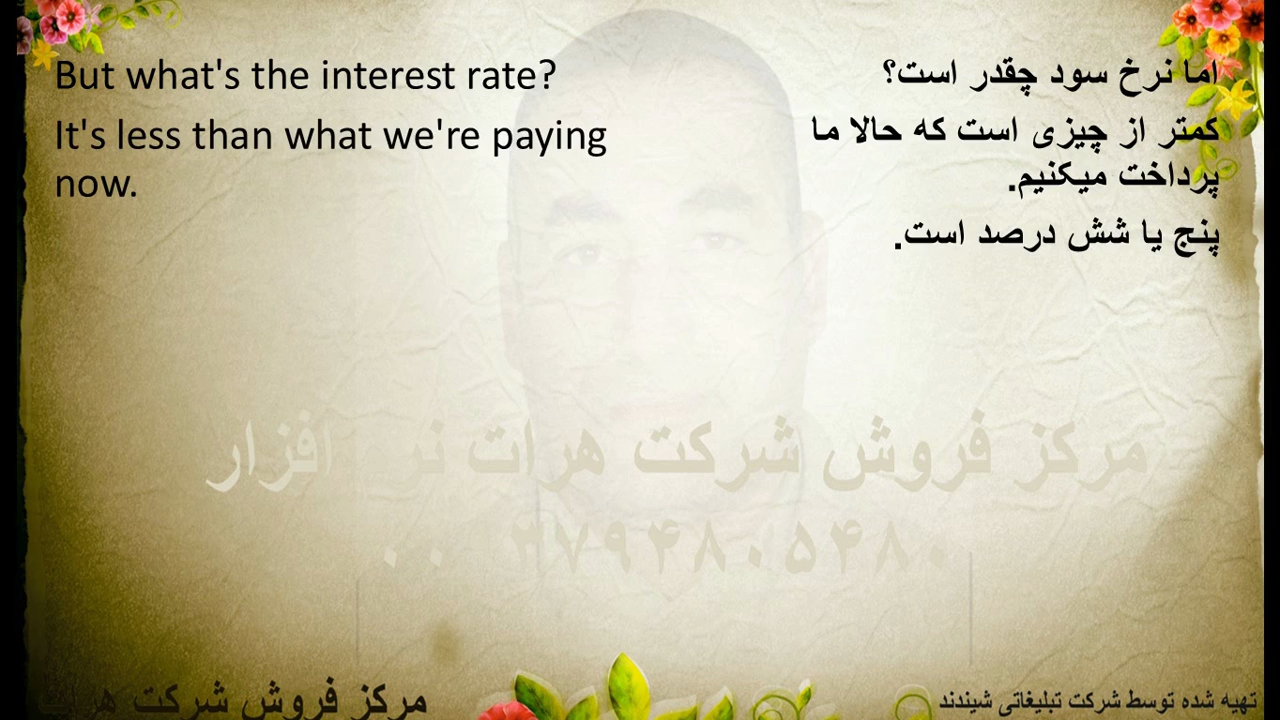 But what's the interest rate?
It's less than what we're paying
now.
اما نرخ سود چقدر است؟
کمتر از چیزی است که حالا ما
پرداخت میکنیم.
پنج یا شش درصد است.
مرکز فروش شرکت هرات نرم افزار
مرکز فروش شرکت هرات
تهیه شده توسط شرکت تبلیغاتی شیندند